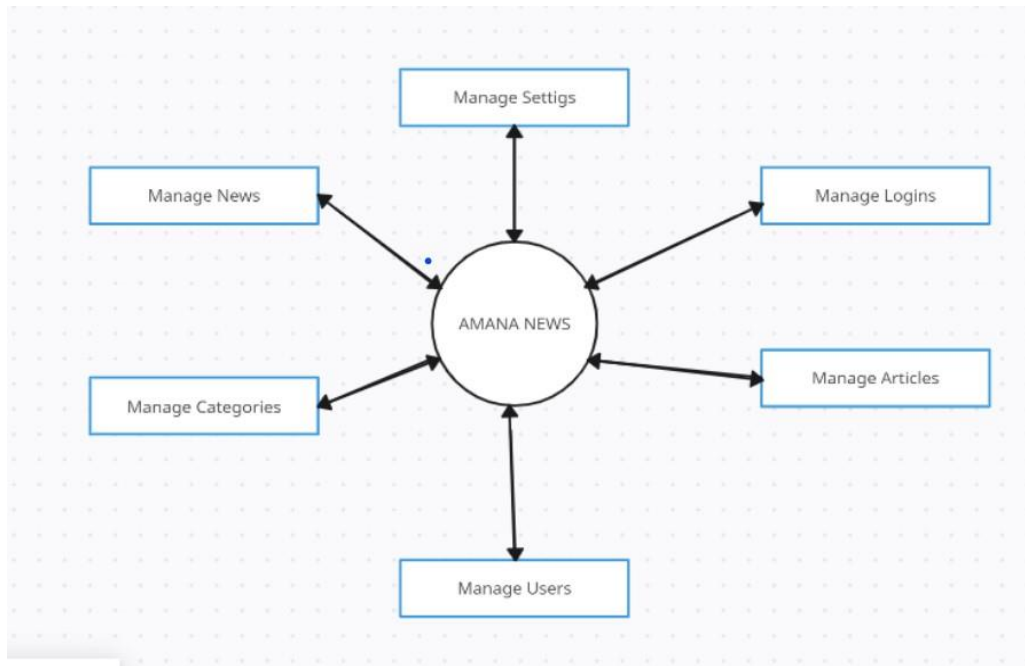 Manage Settigs
Manage News
Manage Logins
AMANA NEWS
Manage Articles
Manage Categories
Manage Users